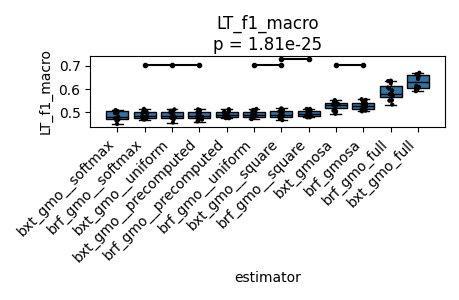 LT_f1_macro
p = 1.81e-25
LT_f1_macro
0.7
0.6
0.5
bxt_gmo__softmax
brf_gmo__softmax
bxt_gmo__uniform
bxt_gmo__precomputed
brf_gmo__precomputed
brf_gmo__uniform
bxt_gmo__square
brf_gmo__square
bxt_gmosa
brf_gmosa
brf_gmo_full
bxt_gmo_full
estimator